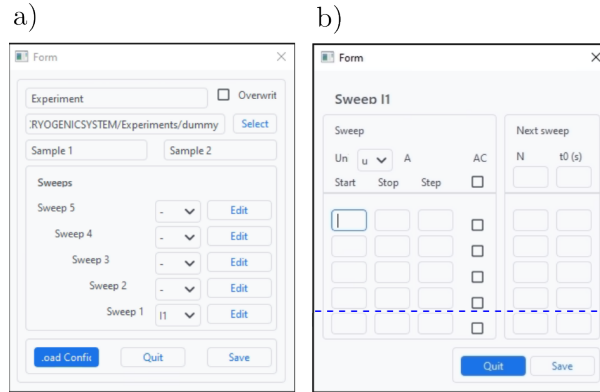 a)
b)
Form
Experiment
Overwrit
:RYOGENICSYSTEM/Experiments/dummy Select
Sample 1 Sample 2
Sweeps
Sweep 5 - Edit
Sweep 4 - Edit
Sweep 3 - Edit
Sweep 2 - Edit
Sweep 1 I1 Edit
.oad Confi Quit Save
Form
Sweep I1
Sweep
Un u A AC
Start Stop Step
Next sweep
N t0 (s)
Quit Save